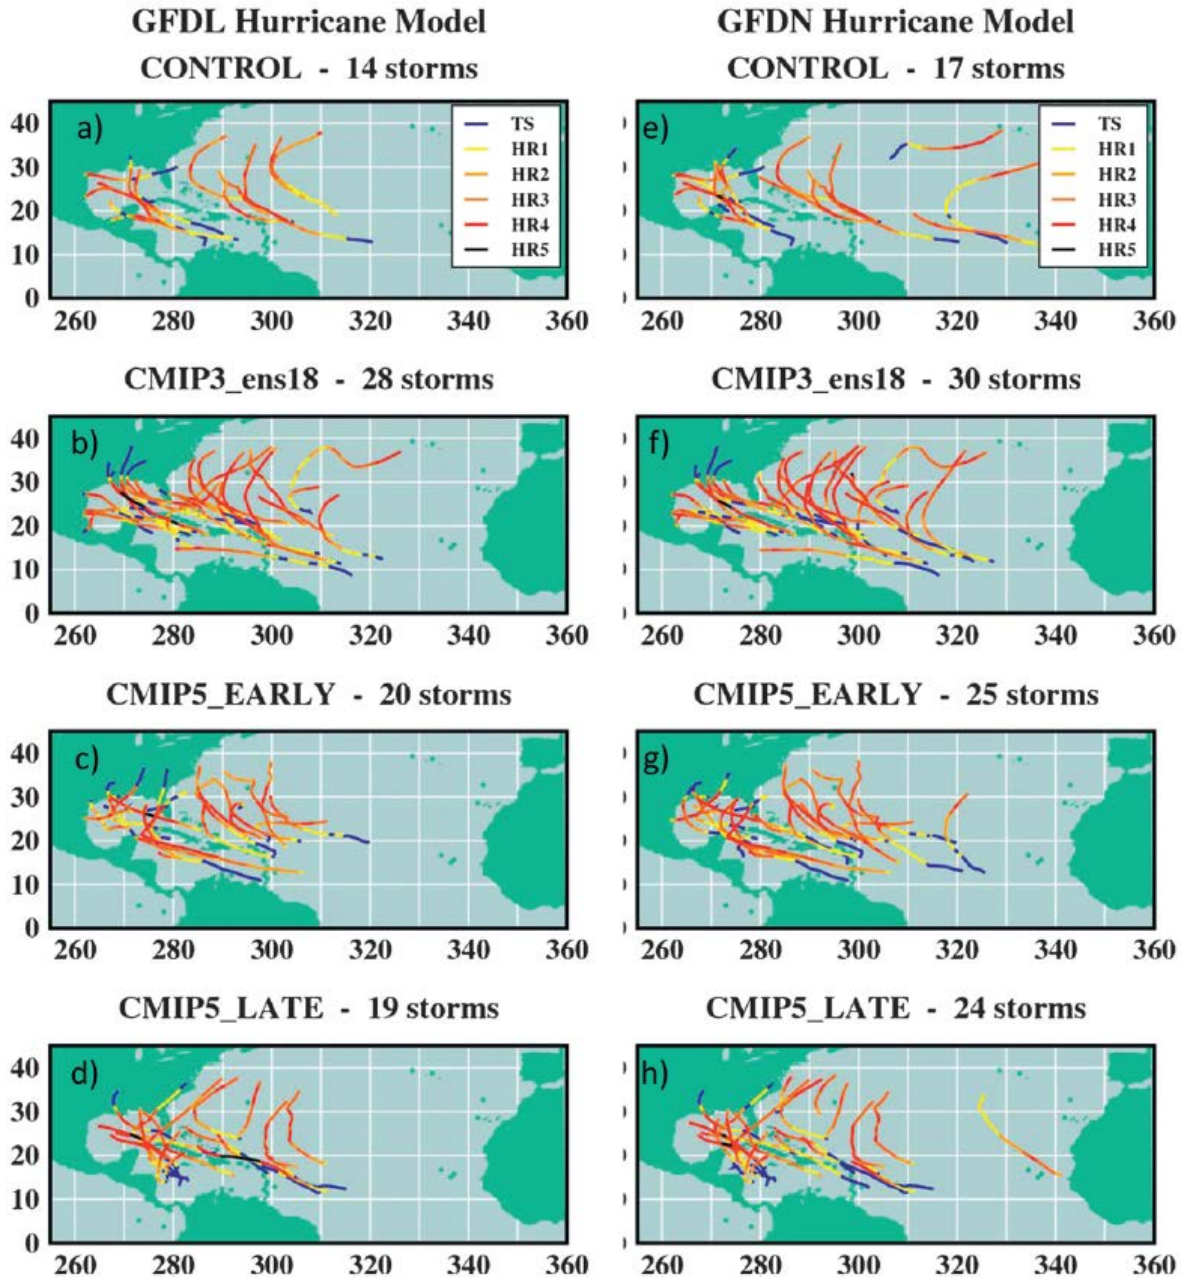 GFDL Hurricane Model
GFDN Hurricane Model
CONTROL - 14 storms
CONTROL - 17 storms
a)
e)
TS
HR1
HR2
HR3
HR4
HR5
TS
HR1
HR2
HR3
HR4
HR5
40
30
20
10
0
260 280 300 320 340 360
260 280 300 320 340 360
CMIP3_ens18 - 28 storms
CMIP3_ens18 - 30 storms
b)
f)
40
30
20
10
0
260 280 300 320 340 360
260 280 300 320 340 360
CMIP5_EARLY - 20 storms
CMIP5_EARLY - 25 storms
c)
g)
40
30
20
10
0
260 280 300 320 340 360
260 280 300 320 340 360
CMIP5_LATE - 19 storms
CMIP5_LATE - 24 storms
d)
h)
40
30
20
10
0
260 280 300 320 340 360
260 280 300 320 340 360